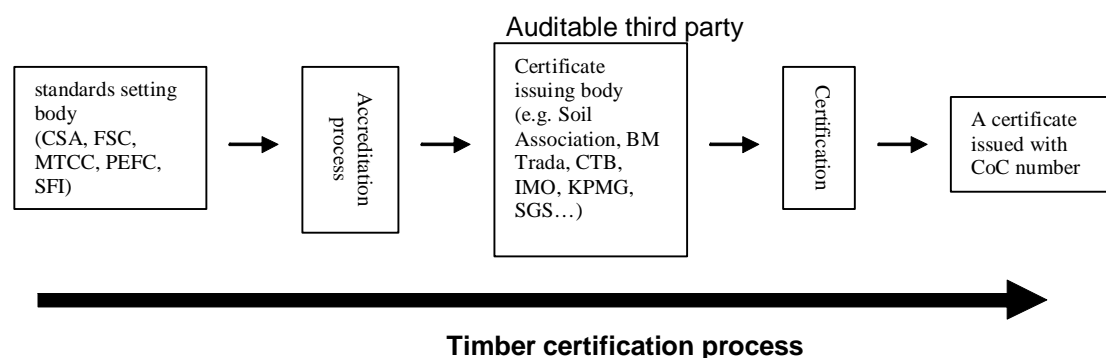 Auditable third party
standards setting
body
(CSA, FSC,
MTCC, PEFC,
SFI)
Accreditation
process
Certificate
issuing body
(e.g. Soil
Association, BM
Trada, CTB,
IMO, KPMG,
SGS…)
Certification
A certificate
issued with
CoC number
Timber certification process